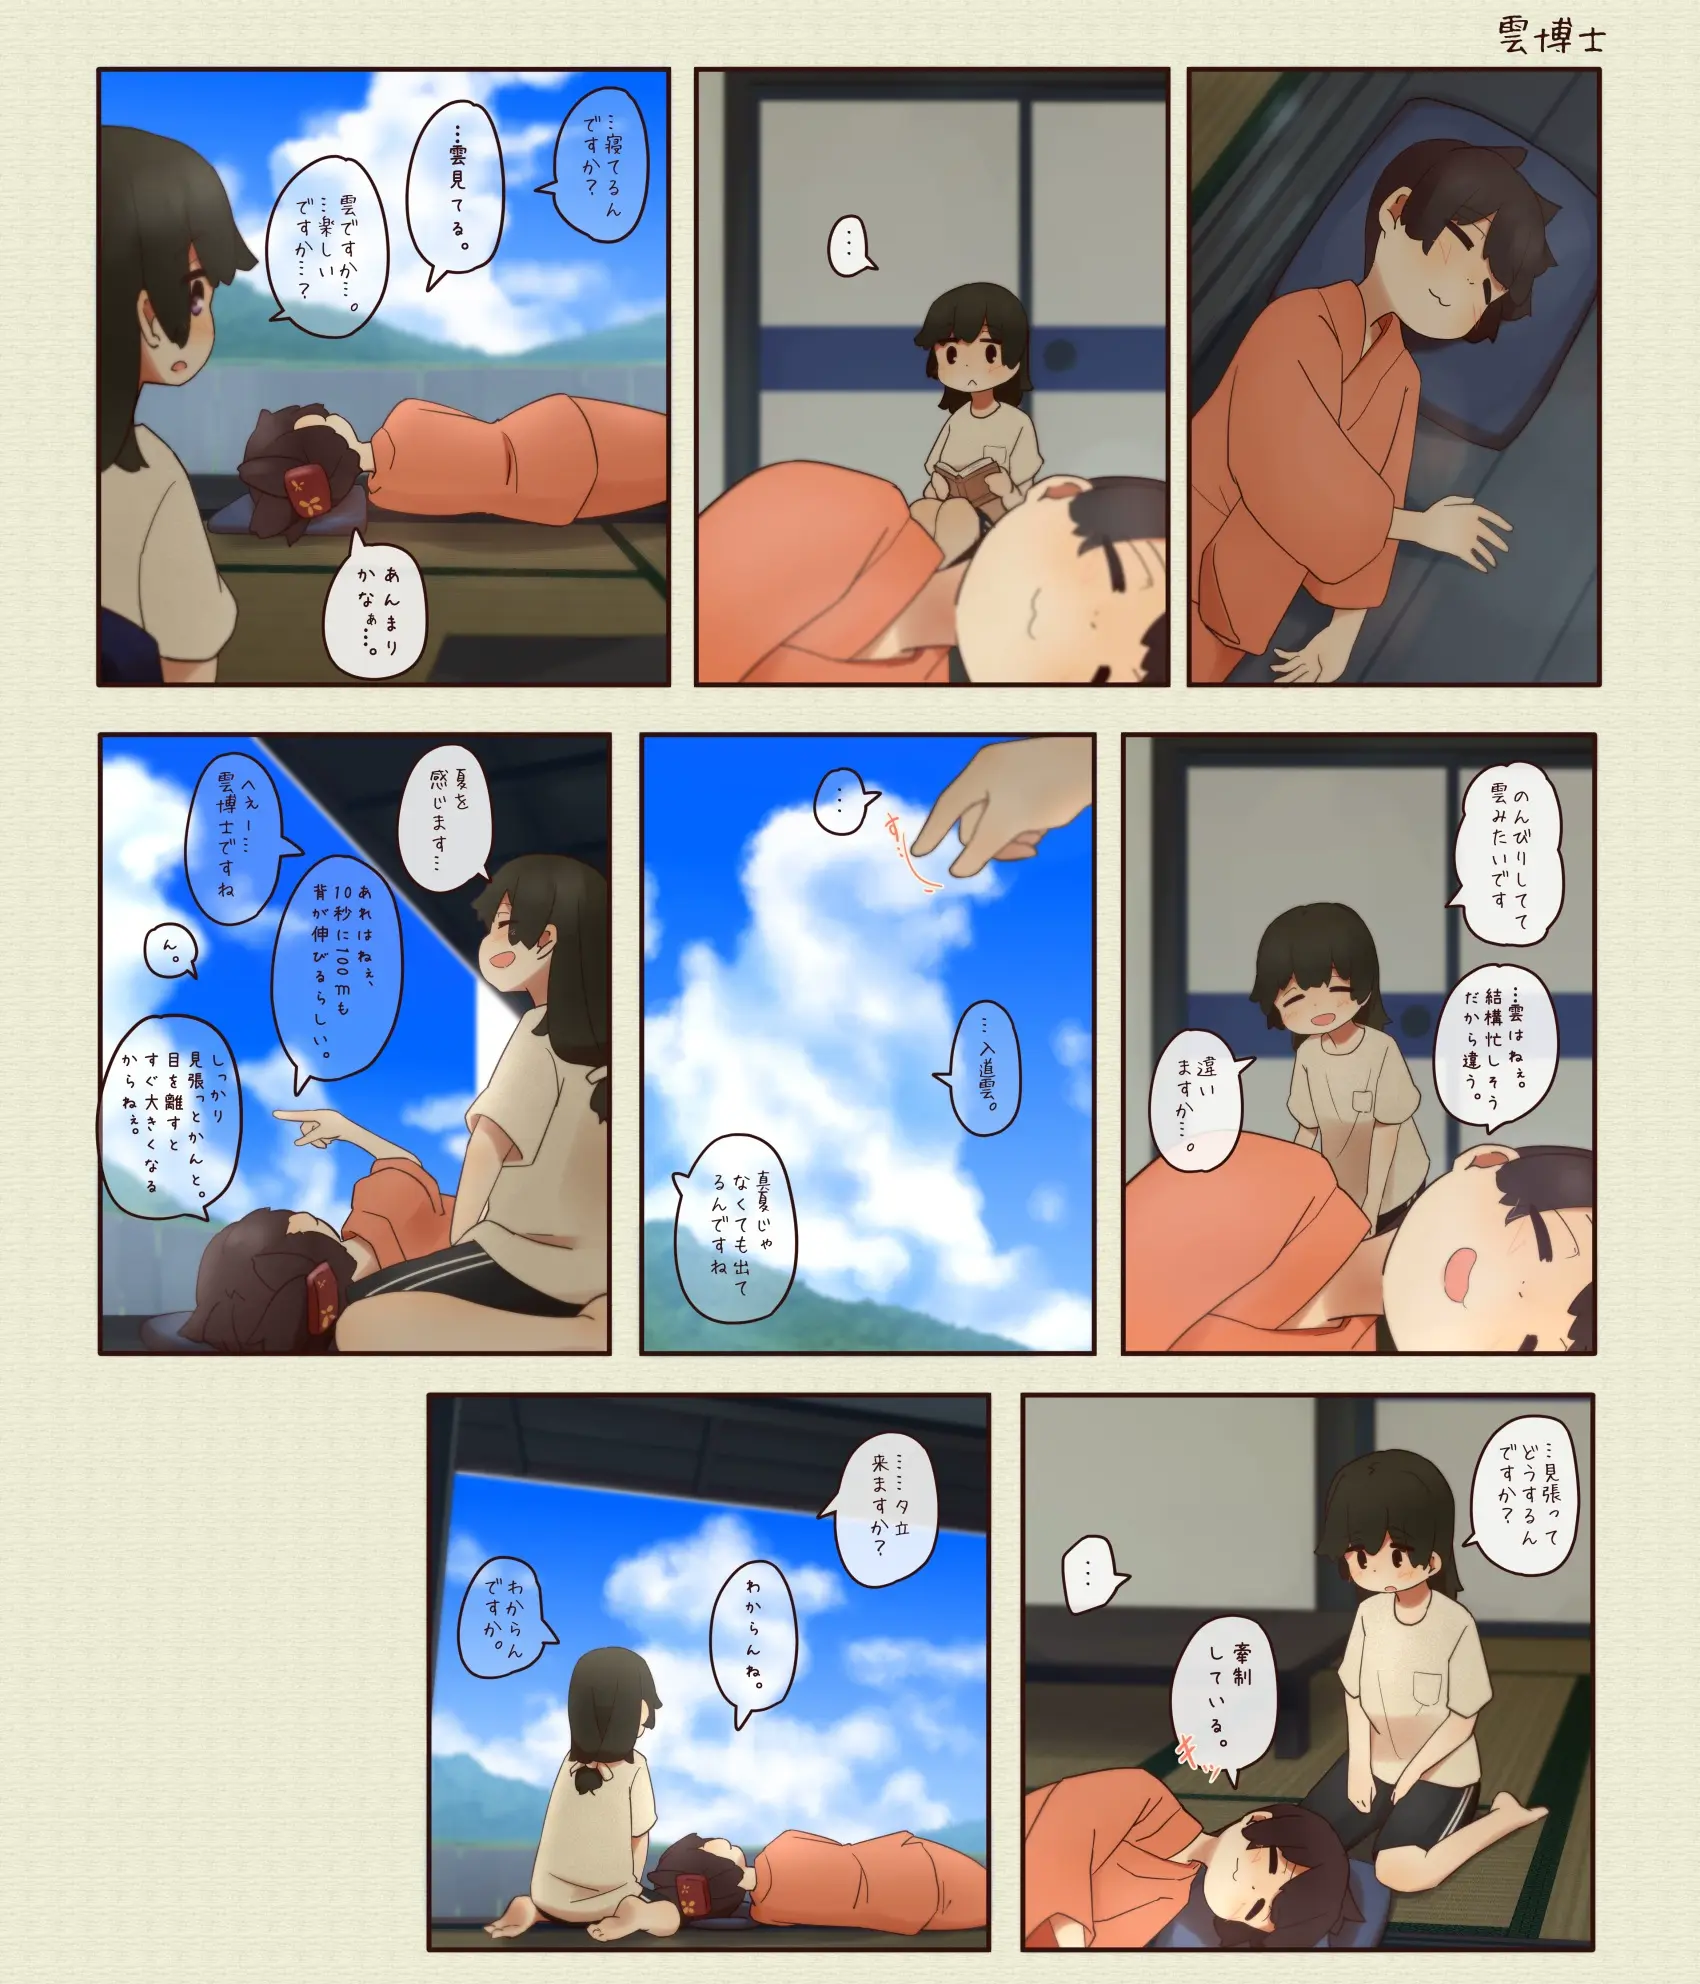 雲博士
…
…寝てるん
ですか?
…雲見てる。
雲ですか…。
…楽しい
ですか…?
あんまり
かなぁ…。
のんびりしてて
雲みたいです
…雲はねぇ。
結構忙しそう
だから違う。
違い
ますか…。
…
す…
…入道雲。
真夏じゃ
なくても出て
るんですね
夏を
感じます…
あれはねぇ、
10秒に100mも
背が伸びるらしい。
へぇー…
雲博士ですね
ん。
しっかり
見張っとかんと。
目を離すと
すぐ大きくなる
からねぇ。
…見張って
どうするん
ですか?
牽制
している。
キッ
…
……夕立
来ますか?
わからんね。
わからん
ですか。